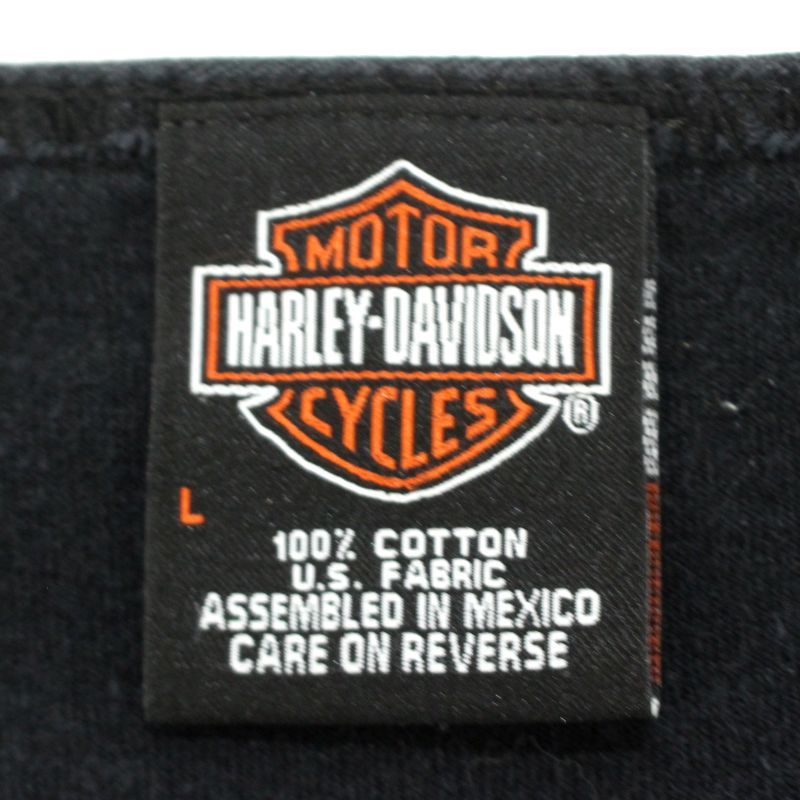 MOTOR
HARLEY-DAVIDSON
CYCLES
®
L
100% COTTON
U.S. FABRIC
ASSEMBLED IN MEXICO
CARE ON REVERSE